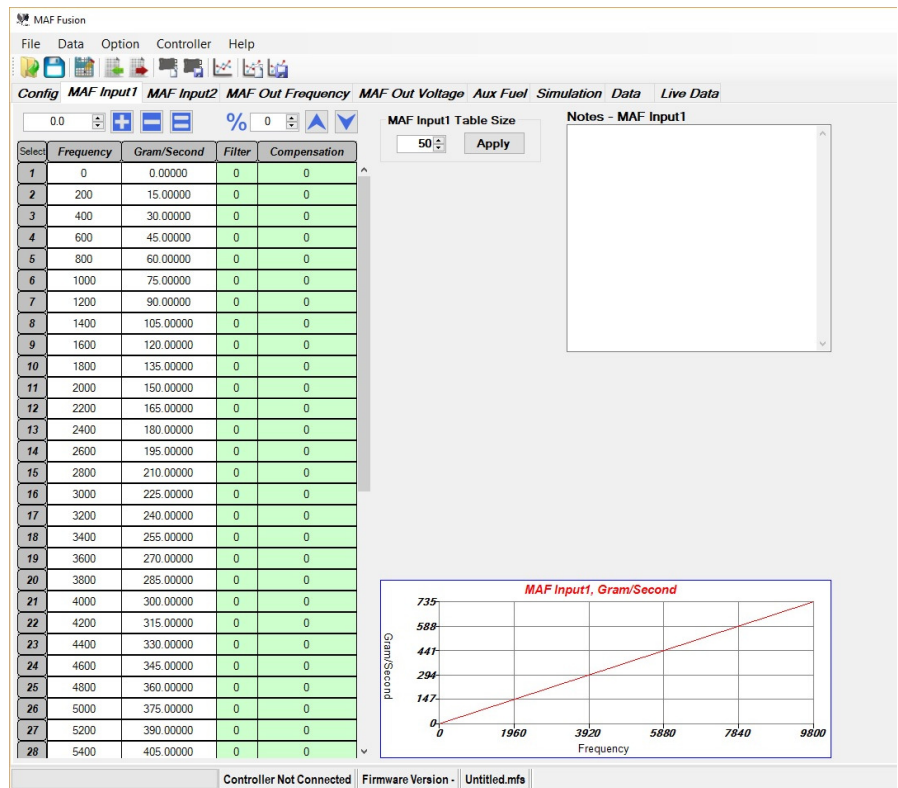 MAF Fusion
File Data Option Controller Help
Config MAF Input1 MAF Input2 MAF Out Frequency MAF Out Voltage Aux Fuel Simulation Data Live Data
0.0 % 0
MAF Input1 Table Size
50 Apply
Notes - MAF Input1
Select Frequency Gram/Second Filter Compensation
1 0 0.00000 0 0
2 200 15.00000 0 0
3 400 30.00000 0 0
4 600 45.00000 0 0
5 800 60.00000 0 0
6 1000 75.00000 0 0
7 1200 90.00000 0 0
8 1400 105.00000 0 0
9 1600 120.00000 0 0
10 1800 135.00000 0 0
11 2000 150.00000 0 0
12 2200 165.00000 0 0
13 2400 180.00000 0 0
14 2600 195.00000 0 0
15 2800 210.00000 0 0
16 3000 225.00000 0 0
17 3200 240.00000 0 0
18 3400 255.00000 0 0
19 3600 270.00000 0 0
20 3800 285.00000 0 0
21 4000 300.00000 0 0
22 4200 315.00000 0 0
23 4400 330.00000 0 0
24 4600 345.00000 0 0
25 4800 360.00000 0 0
26 5000 375.00000 0 0
27 5200 390.00000 0 0
28 5400 405.00000 0 0
MAF Input1, Gram/Second
Gram/Second
735
588
441
294
147
0
0 1960 3920 5880 7840 9800
Frequency
Controller Not Connected Firmware Version - Untitled.mfs